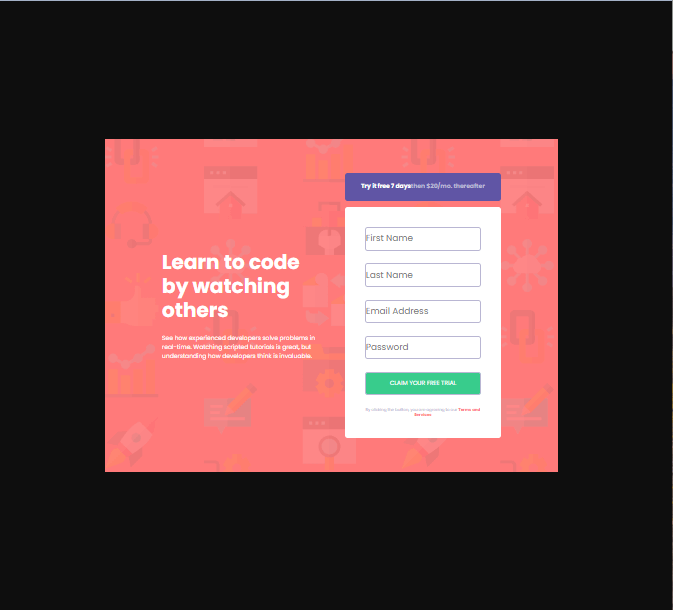 Try it free 7 days than $20/mo. thereafter
Learn to code
by watching
others
See how experienced developers solve problems in
real-time. Watching scripted tutorials is great, but
understanding how developers think is invaluable.
First Name
Last Name
Email Address
Password
CLAIM YOUR FREE TRIAL
By clicking the button, you are agreeing to our Terms and
Services